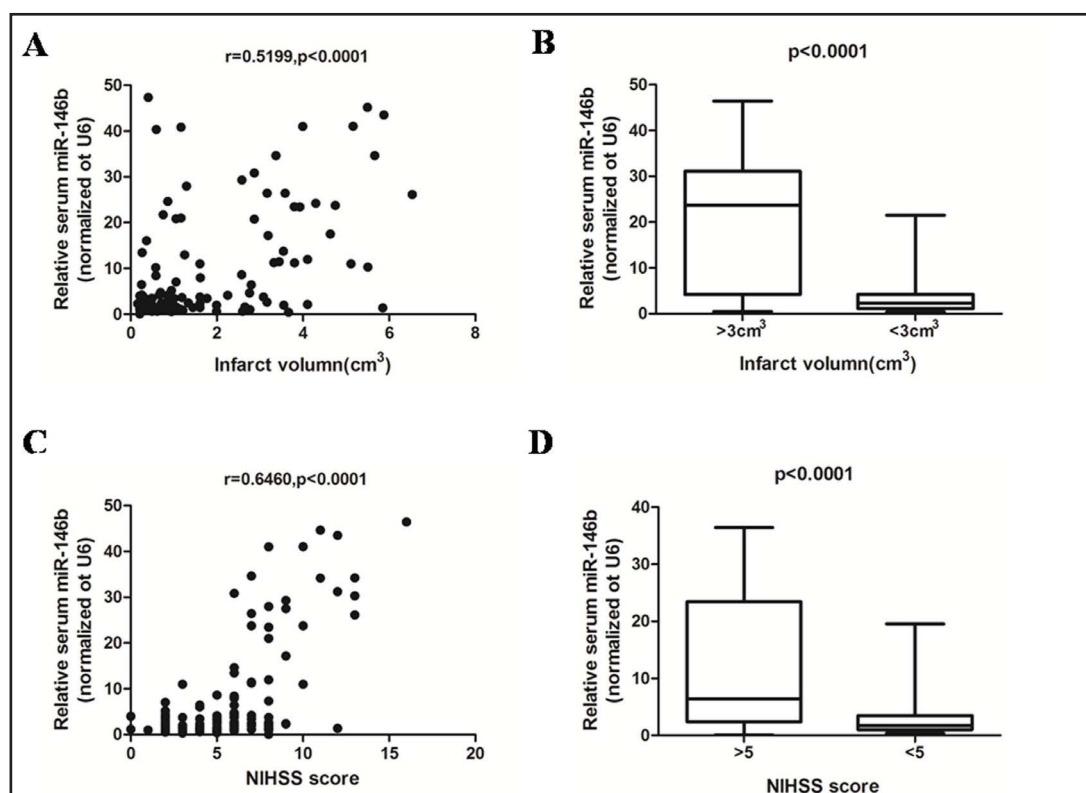 A
r=0.5199,p<0.0001
Relative serum miR-146b
(normalized ot U6)
50
40
30
20
10
0
0 2 4 6 8
Infarct volumn(cm³)
B
p<0.0001
Relative serum miR-146b
(normalized ot U6)
50
40
30
20
10
0
>3cm³ <3cm³
Infarct volumn(cm³)
C
r=0.6460,p<0.0001
Relative serum miR-146b
(normalized ot U6)
50
40
30
20
10
0
0 5 10 15 20
NIHSS score
D
p<0.0001
Relative serum miR-146b
(normalized ot U6)
40
30
20
10
0
>5 <5
NIHSS score